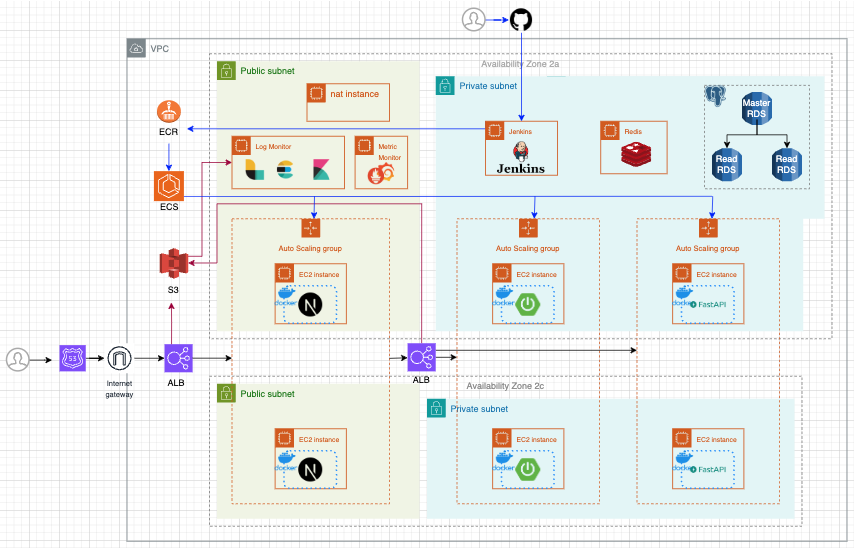 VPC
Availability Zone 2a
Public subnet
Private subnet
nat instance
Master
RDS
Read
RDS
Read
RDS
ECR
Log Monitor
Metric
Monitor
Jenkins
Jenkins
Redis
ECS
Auto Scaling group
Auto Scaling group
Auto Scaling group
S3
EC2 instance
docker
N
EC2 instance
docker
EC2 instance
docker
FastAPI
53
Internet
gateway
ALB
ALB
Availability Zone 2c
Public subnet
Private subnet
EC2 instance
docker
N
EC2 instance
docker
EC2 instance
docker
FastAPI